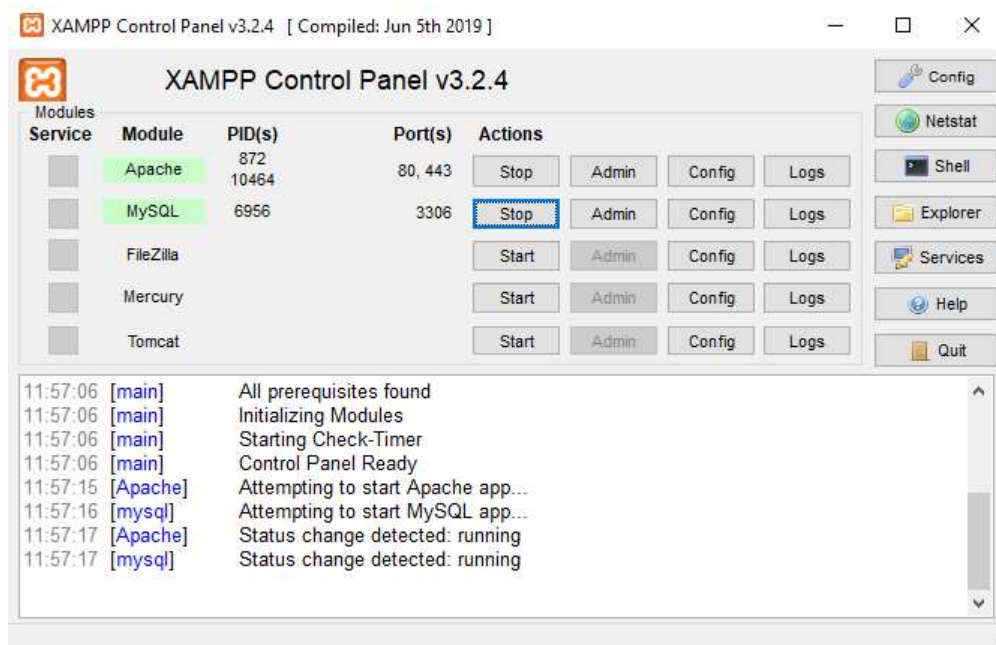 XAMPP Control Panel v3.2.4 [ Compiled: Jun 5th 2019 ]
XAMPP Control Panel v3.2.4
Config
Modules
Service Module PID(s) Port(s) Actions
Netstat
Apache 872 10464 80, 443 Stop Admin Config Logs
Shell
MySQL 6956 3306 Stop Admin Config Logs
Explorer
FileZilla Start Admin Config Logs
Services
Mercury Start Admin Config Logs
Help
Tomcat Start Admin Config Logs
Quit
11:57:06 [main] All prerequisites found
11:57:06 [main] Initializing Modules
11:57:06 [main] Starting Check-Timer
11:57:06 [main] Control Panel Ready
11:57:15 [Apache] Attempting to start Apache app...
11:57:16 [mysql] Attempting to start MySQL app...
11:57:17 [Apache] Status change detected: running
11:57:17 [mysql] Status change detected: running